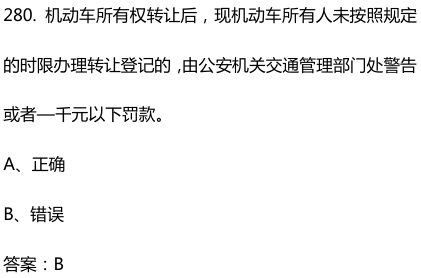 280. 机动车所有权转让后，现机动车所有人未按照规定
的时限办理转让登记的 ,由公安机关交通管理部门处警告
或者—千元以下罚款。
A、正确
B、错误
答案：B